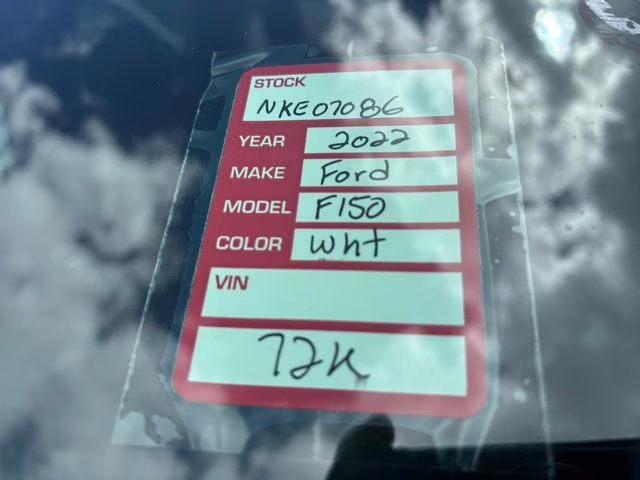 STOCK
NKE07086
YEAR 2022
MAKE Ford
MODEL F150
COLOR wht
VIN
72K